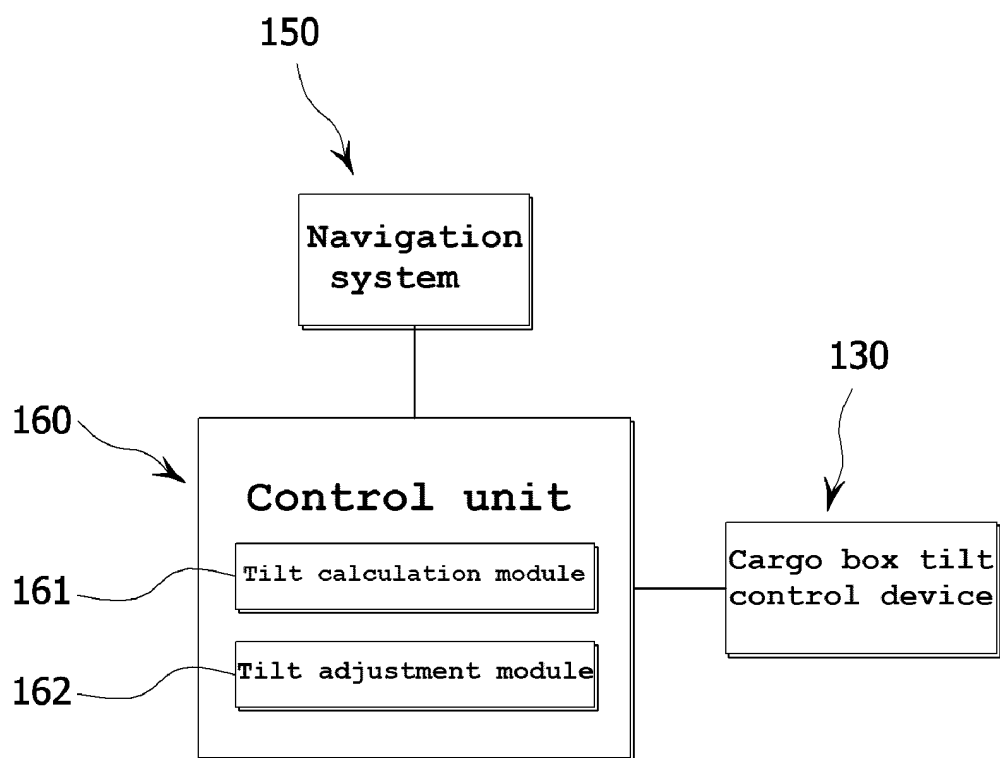 150
Navigation
system
130
160
Control unit
Cargo box tilt
control device
161
Tilt calculation module
162
Tilt adjustment module